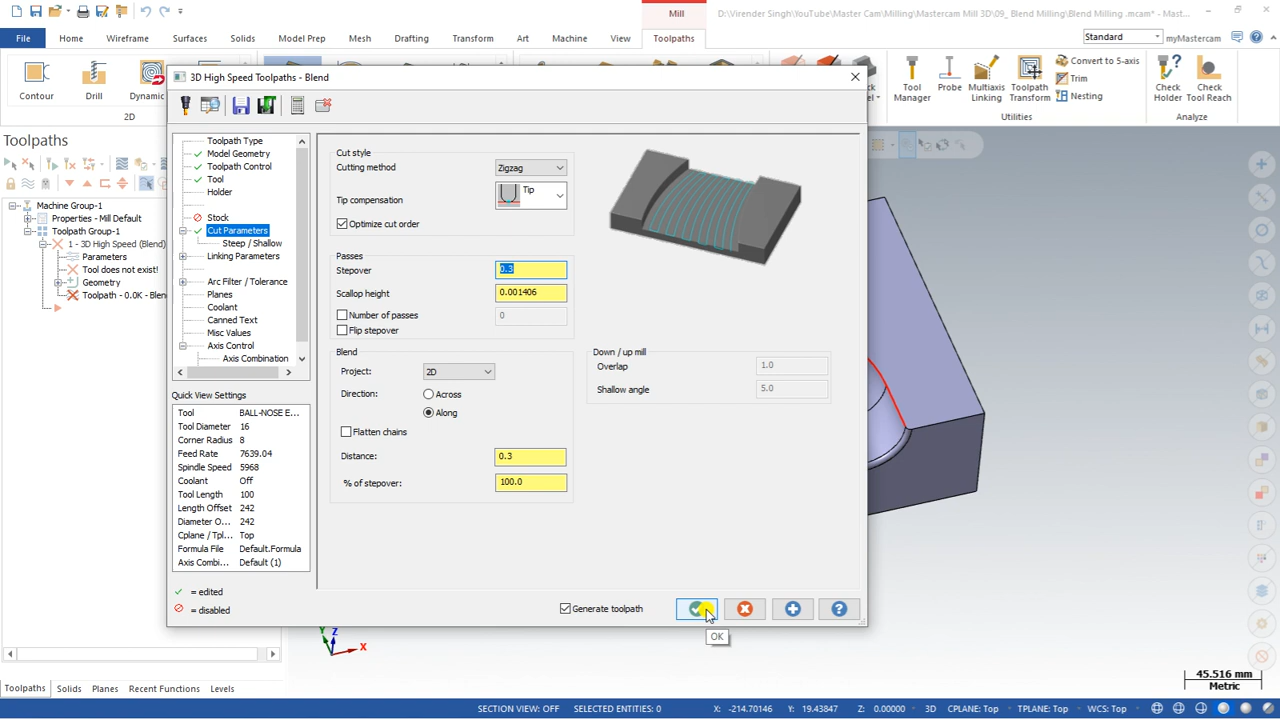 Mill
D:\Virender Singh\YouTube\Master Cam\Milling\Mastercam Mill 3D\09_ Blend Milling\Blend Milling .mcam* - Mast...
File
Home
Wireframe
Surfaces
Solids
Model Prep
Mesh
Drafting
Transform
Art
Machine
View
Toolpaths
Standard
myMastercam
Contour
Drill
Dynamic
2D
Tool
Manager
Probe
Multiaxis
Linking
Toolpath
Transform
Convert to 5-axis
Trim
Nesting
Utilities
Check
Holder
Check
Tool Reach
Analyze
3D High Speed Toolpaths - Blend
Toolpaths
Machine Group-1
Properties - Mill Default
Toolpath Group-1
1 - 3D High Speed (Blend)
Parameters
Tool does not exist!
Geometry
Toolpath - 0.0K - Blen
Toolpath Type
Model Geometry
Toolpath Control
Tool
Holder
Stock
Cut Parameters
Steep / Shallow
Linking Parameters
Arc Filter / Tolerance
Planes
Coolant
Canned Text
Misc Values
Axis Control
Axis Combination
Quick View Settings
Tool BALL-NOSE E...
Tool Diameter 16
Corner Radius 8
Feed Rate 7639.04
Spindle Speed 5968
Coolant Off
Tool Length 100
Length Offset 242
Diameter O... 242
Cplane / Tpl... Top
Formula File Default.Formula
Axis Combi... Default (1)
= edited
= disabled
Cut style
Cutting method Zigzag
Tip compensation Tip
Optimize cut order
Passes
Stepover 0.3
Scallop height 0.001406
Number of passes 0
Flip stepover
Blend
Project: 2D
Direction: Across
Along
Flatten chains
Distance: 0.3
% of stepover: 100.0
Down / up mill
Overlap 1.0
Shallow angle 5.0
Generate toolpath
OK
Y Z X
45.516 mm
Metric
Toolpaths
Solids
Planes
Recent Functions
Levels
SECTION VIEW: OFF SELECTED ENTITIES: 0 X: -214.70146 Y: 19.43847 Z: 0.00000 3D CPLANE: Top TPLANE: Top WCS: Top